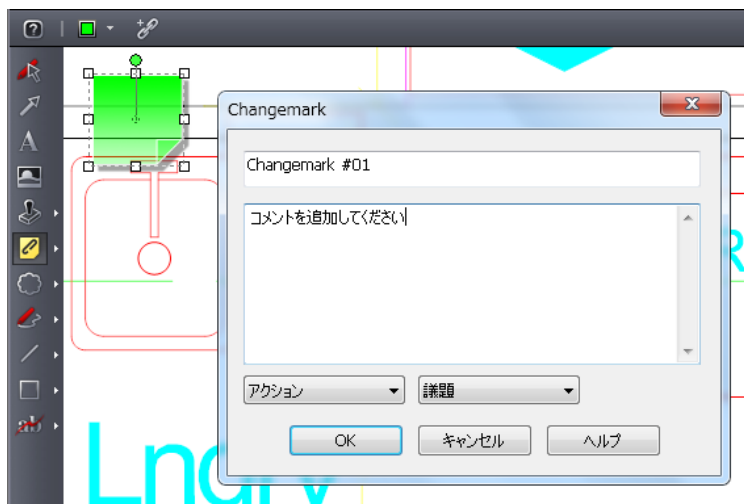 Changemark
Changemark #01
コメントを追加してください
アクション
議題
OK
キャンセル
ヘルプ
Lndry
R